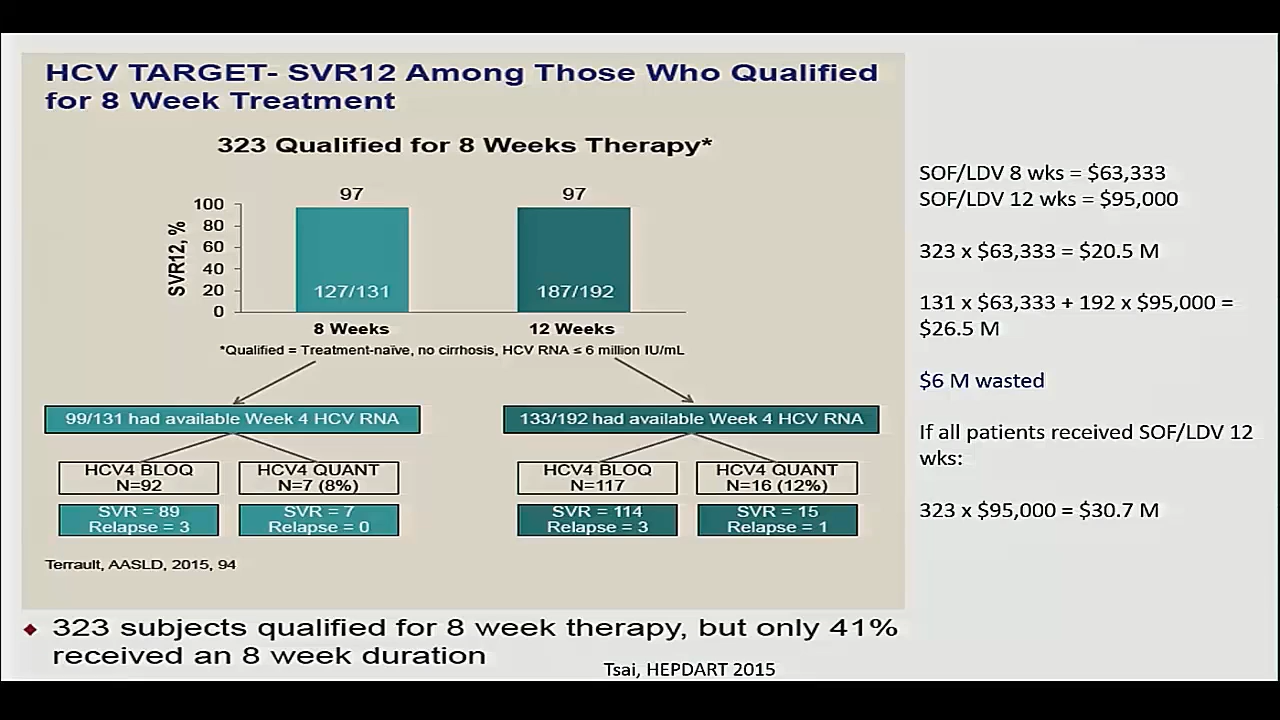 HCV TARGET- SVR12 Among Those Who Qualified
for 8 Week Treatment
323 Qualified for 8 Weeks Therapy*
SVR12, %
100
80
60
40
20
0
97
97
127/131
187/192
8 Weeks
12 Weeks
*Qualified = Treatment-naïve, no cirrhosis, HCV RNA ≤ 6 million IU/mL
99/131 had available Week 4 HCV RNA
133/192 had available Week 4 HCV RNA
HCV4 BLOQ
N=92
HCV4 QUANT
N=7 (8%)
HCV4 BLOQ
N=117
HCV4 QUANT
N=16 (12%)
SVR = 89
Relapse = 3
SVR = 7
Relapse = 0
SVR = 114
Relapse = 3
SVR = 15
Relapse = 1
Terrault, AASLD, 2015, 94
323 subjects qualified for 8 week therapy, but only 41%
received an 8 week duration
Tsai, HEPDART 2015
SOF/LDV 8 wks = $63,333
SOF/LDV 12 wks = $95,000
323 x $63,333 = $20.5 M
131 x $63,333 + 192 x $95,000 =
$26.5 M
$6 M wasted
If all patients received SOF/LDV 12
wks:
323 x $95,000 = $30.7 M